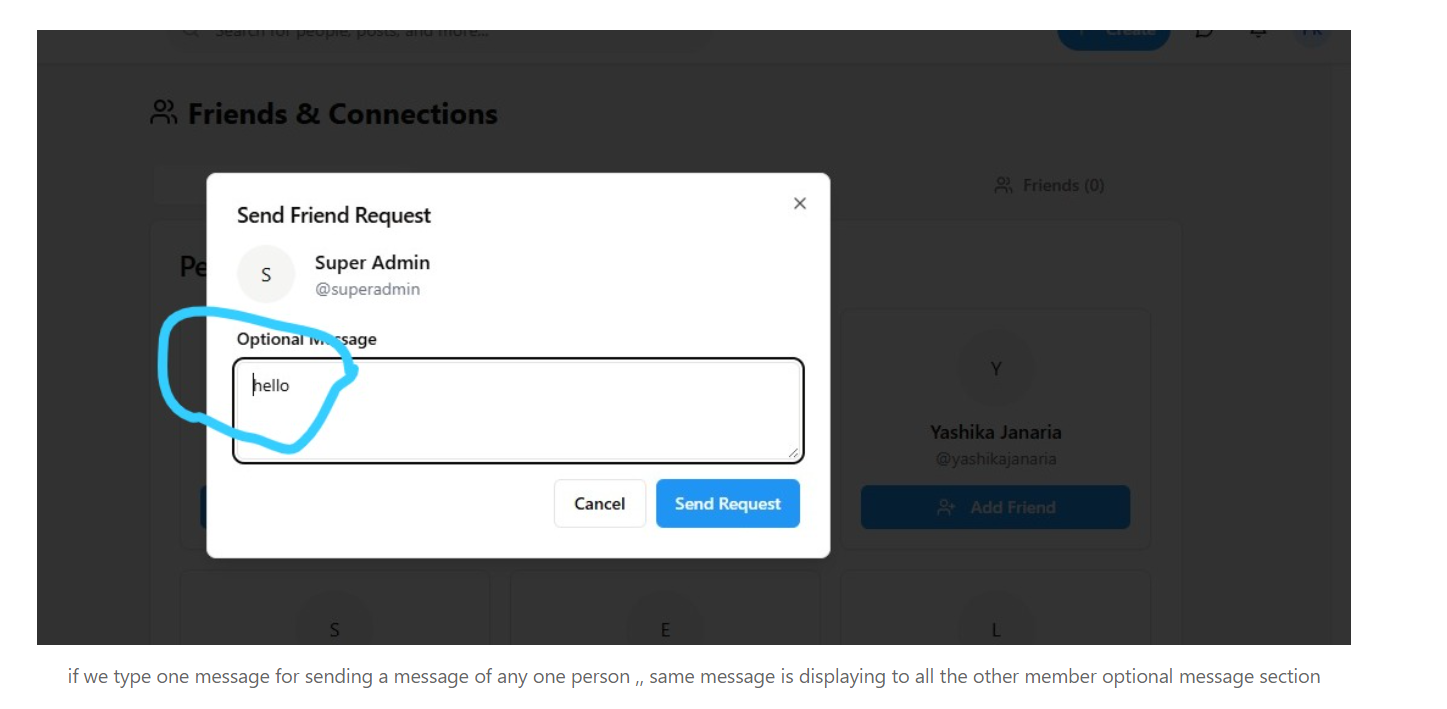 Search for people, posts, and more...
Create
Friends & Connections
Friends (0)
Send Friend Request
S
Super Admin
@superadmin
Optional Message
hello
Cancel
Send Request
Y
Yashika Janaria
@yashikajanaria
Add Friend
S
E
L
if we type one message for sending a message of any one person ,, same message is displaying to all the other member optional message section